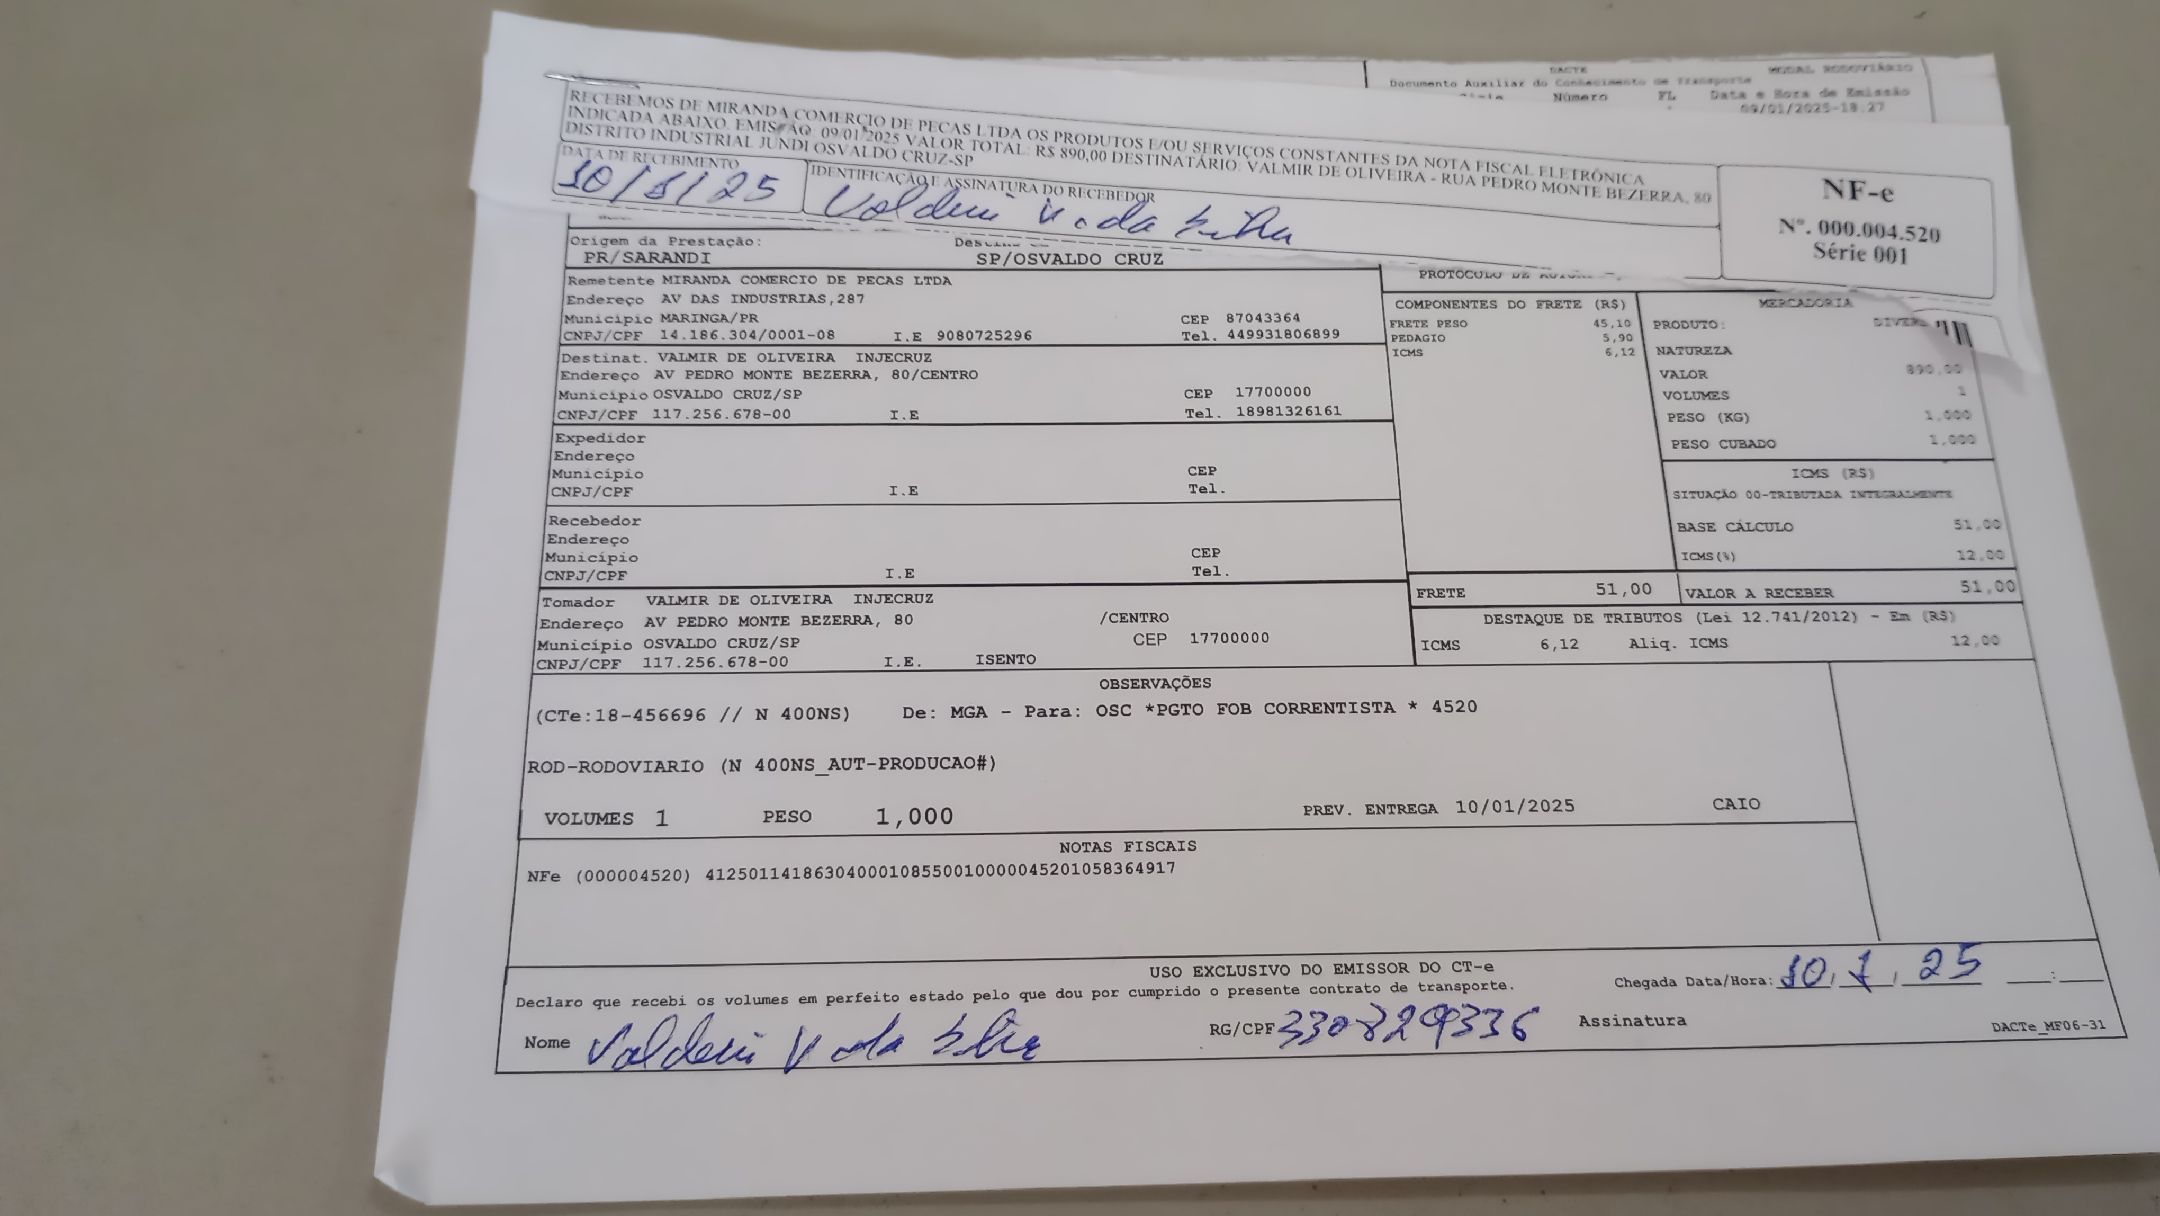 DACTE MODAL RODOVIÁRIO
Documento Auxiliar do Conhecimento de Transporte
Número FL Data e Hora de Emissão
09/01/2025-18:27
RECEBEMOS DE MIRANDA COMERCIO DE PECAS LTDA OS PRODUTOS E/OU SERVIÇOS CONSTANTES DA NOTA FISCAL ELETRÔNICA
INDICADA ABAIXO. EMISSÃO: 09/01/2025 VALOR TOTAL: R$ 890,00 DESTINATÁRIO: VALMIR DE OLIVEIRA - RUA PEDRO MONTE BEZERRA, 80
DISTRITO INDUSTRIAL JUNDI OSVALDO CRUZ-SP
DATA DE RECEBIMENTO IDENTIFICAÇÃO E ASSINATURA DO RECEBEDOR
10/1/25 Valdeci V. da Silva
NF-e
Nº. 000.004.520
Série 001
Origem da Prestação:
PR/SARANDI SP/OSVALDO CRUZ
Remetente MIRANDA COMERCIO DE PECAS LTDA
Endereço AV DAS INDUSTRIAS,287
Município MARINGA/PR CEP 87043364
CNPJ/CPF 14.186.304/0001-08 I.E 9080725296 Tel. 449931806899
Destinat. VALMIR DE OLIVEIRA INJECRUZ
Endereço AV PEDRO MONTE BEZERRA, 80/CENTRO
Município OSVALDO CRUZ/SP CEP 17700000
CNPJ/CPF 117.256.678-00 I.E Tel. 18981326161
Expedidor
Endereço
Município CEP
CNPJ/CPF I.E Tel.
Recebedor
Endereço
Município CEP
CNPJ/CPF I.E Tel.
Tomador VALMIR DE OLIVEIRA INJECRUZ
Endereço AV PEDRO MONTE BEZERRA, 80 /CENTRO
Município OSVALDO CRUZ/SP CEP 17700000
CNPJ/CPF 117.256.678-00 I.E. ISENTO
PROTOCOLO DE
COMPONENTES DO FRETE (R$)
FRETE PESO 45,10
PEDAGIO 5,90
ICMS 6,12
MERCADORIA
PRODUTO:
NATUREZA
VALOR 890,00
VOLUMES 1
PESO (KG) 1,000
PESO CUBADO 1,000
ICMS (R$)
SITUAÇÃO 00-TRIBUTADA INTEGRALMENTE
BASE CÁLCULO 51,00
ICMS(%) 12,00
FRETE 51,00 VALOR A RECEBER 51,00
DESTAQUE DE TRIBUTOS (Lei 12.741/2012) - Em (R$)
ICMS 6,12 Aliq. ICMS 12,00
OBSERVAÇÕES
(CTe:18-456696 // N 400NS) De: MGA - Para: OSC *PGTO FOB CORRENTISTA * 4520
ROD-RODOVIARIO (N 400NS_AUT-PRODUCAO#)
VOLUMES 1 PESO 1,000 PREV. ENTREGA 10/01/2025 CAIO
NOTAS FISCAIS
NFe (000004520) 41250114186304000108550010000045201058364917
USO EXCLUSIVO DO EMISSOR DO CT-e
Declaro que recebi os volumes em perfeito estado pelo que dou por cumprido o presente contrato de transporte.
Chegada Data/Hora: 10/1/25 __:__
Nome Valdeci V da Silva RG/CPF 330829336 Assinatura
DACTe_MF06-31